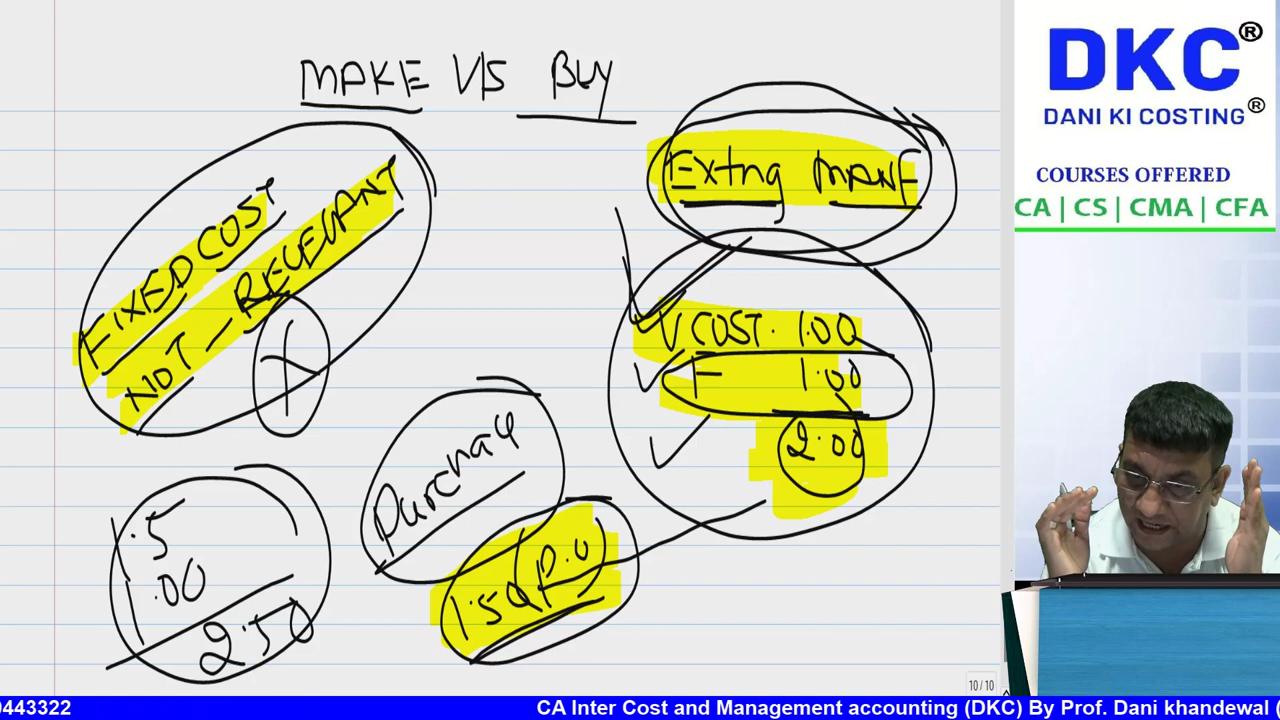 MAKE V/S BUY
FIXED COST
NOT - RELEVANT
Extng MANF
V COST. 1.00
F 1.00
2.00
Purchase
1.50 P.U
1.5
1.00
2.50
10/10
DKC®
DANI KI COSTING®
COURSES OFFERED
CA | CS | CMA | CFA
9443322
CA Inter Cost and Management accounting (DKC) By Prof. Dani khandewal (